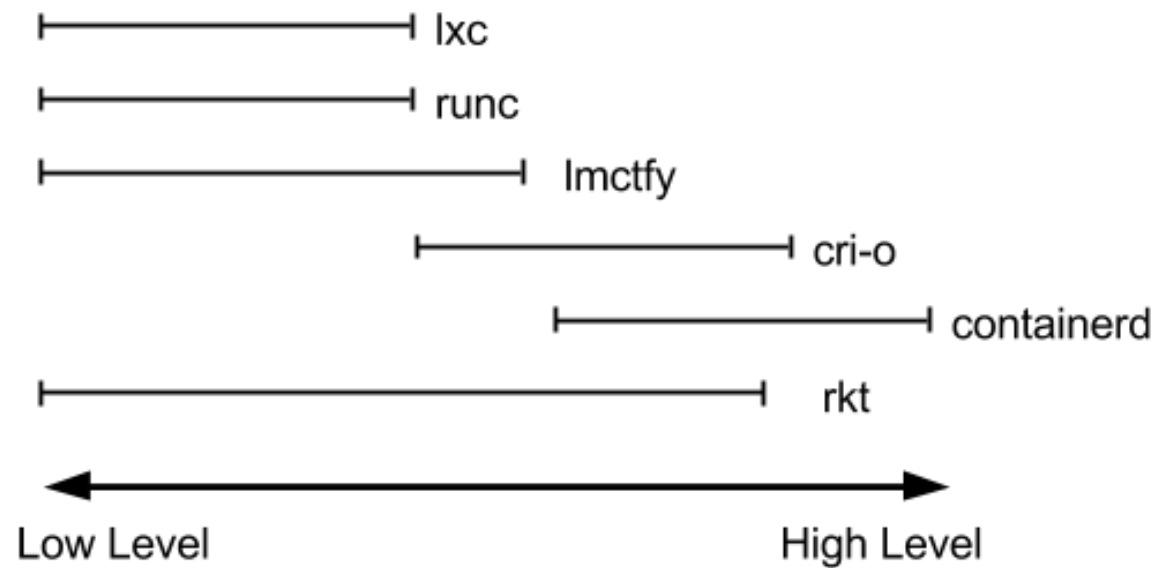 lxc
runc
lmctfy
cri-o
containerd
rkt
Low Level High Level